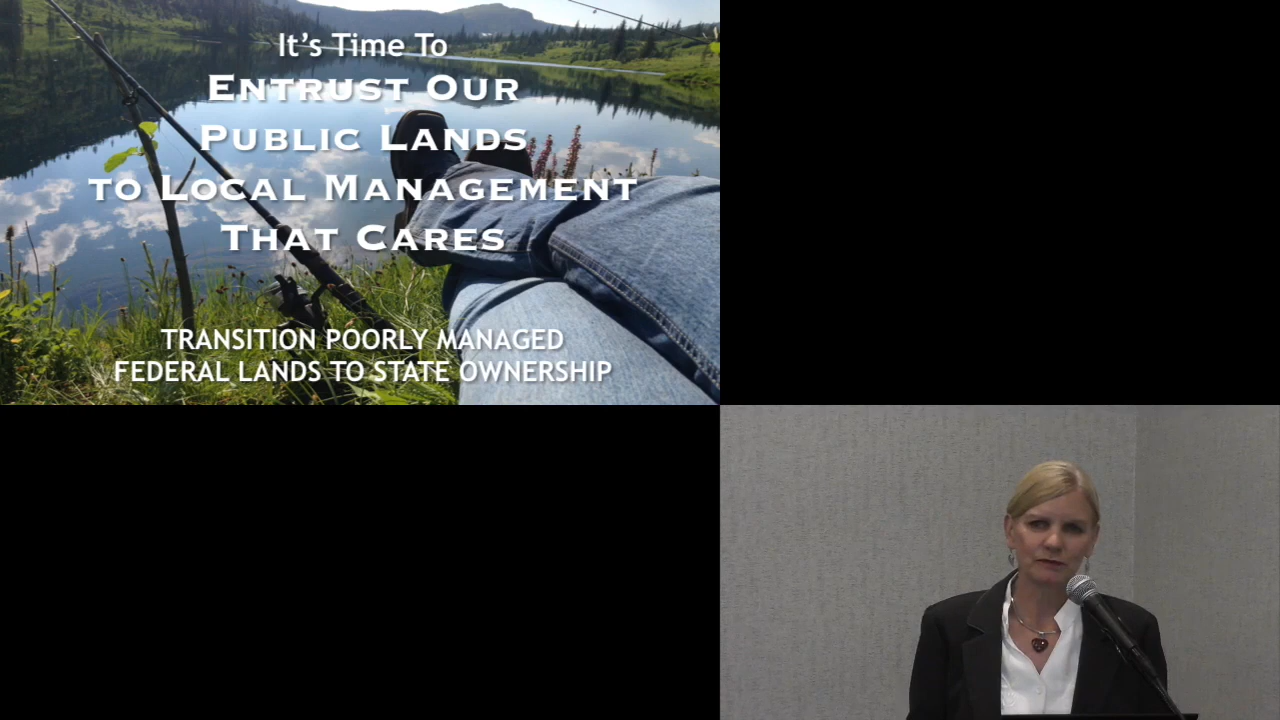 It's Time To
Entrust Our
Public Lands
to Local Management
That Cares
TRANSITION POORLY MANAGED
FEDERAL LANDS TO STATE OWNERSHIP